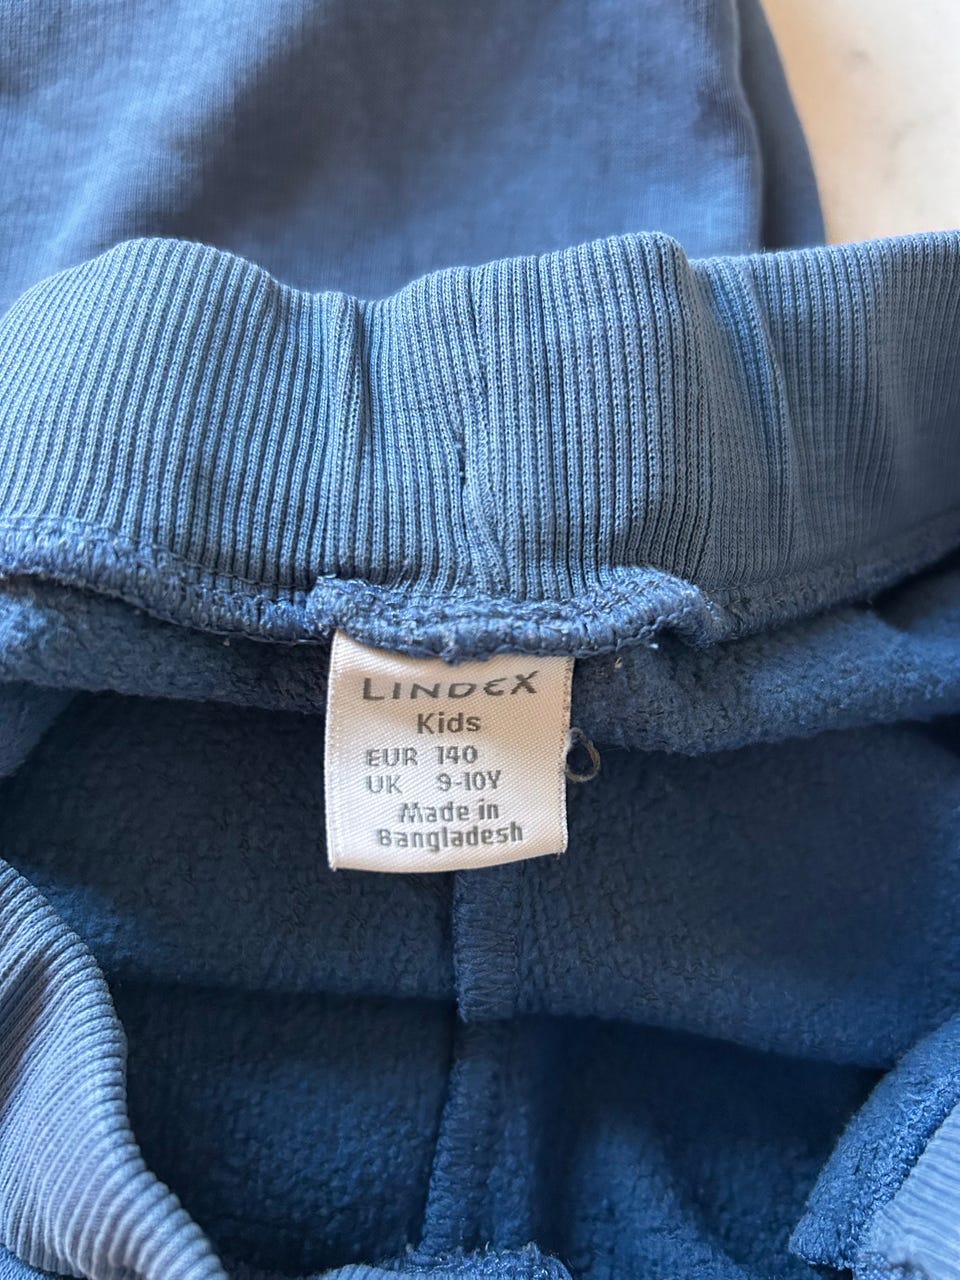 LINDEX
Kids
EUR 140
UK 9-10Y
Made in
Bangladesh